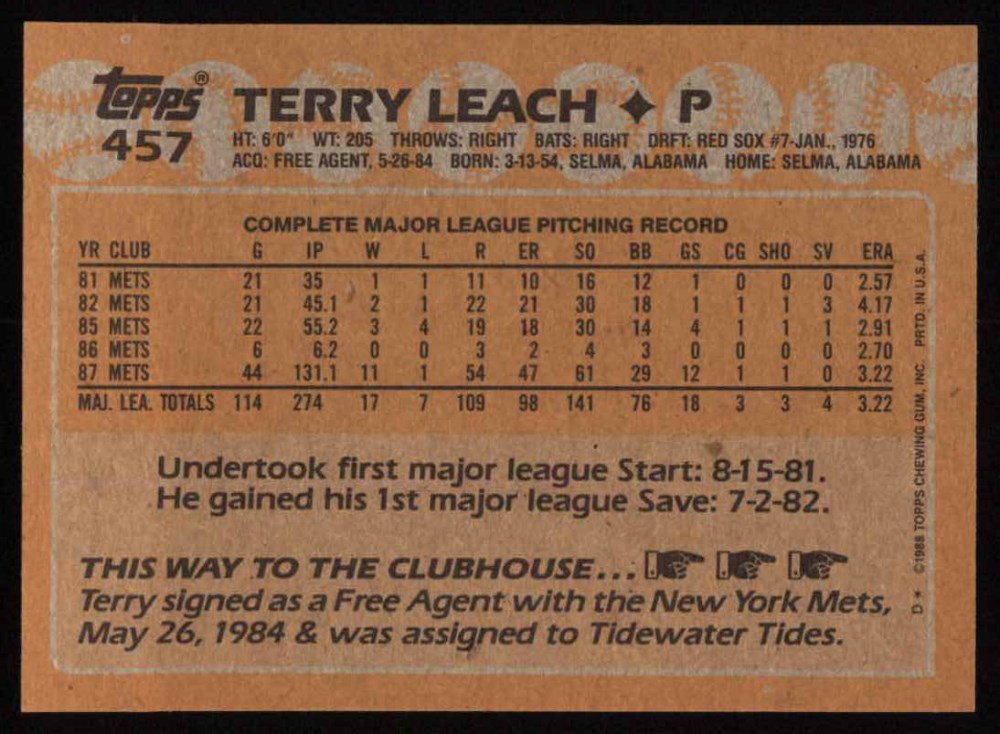 Topps® TERRY LEACH ✦ P
457 HT: 6'0" WT: 205 THROWS: RIGHT BATS: RIGHT DRFT: RED SOX #7-JAN., 1976
ACQ: FREE AGENT, 5-26-84 BORN: 3-13-54, SELMA, ALABAMA HOME: SELMA, ALABAMA
COMPLETE MAJOR LEAGUE PITCHING RECORD
YR CLUB G IP W L R ER SO BB GS CG SHO SV ERA
81 METS 21 35 1 1 11 10 16 12 1 0 0 0 2.57
82 METS 21 45.1 2 1 22 21 30 18 1 1 1 3 4.17
85 METS 22 55.2 3 4 19 18 30 14 4 1 1 1 2.91
86 METS 6 6.2 0 0 3 2 4 3 0 0 0 0 2.70
87 METS 44 131.1 11 1 54 47 61 29 12 1 1 0 3.22
MAJ. LEA. TOTALS 114 274 17 7 109 98 141 76 18 3 3 4 3.22
Undertook first major league Start: 8-15-81.
He gained his 1st major league Save: 7-2-82.
THIS WAY TO THE CLUBHOUSE...
Terry signed as a Free Agent with the New York Mets,
May 26, 1984 & was assigned to Tidewater Tides.
D* ©1988 TOPPS CHEWING GUM, INC. PRTD. IN U.S.A.